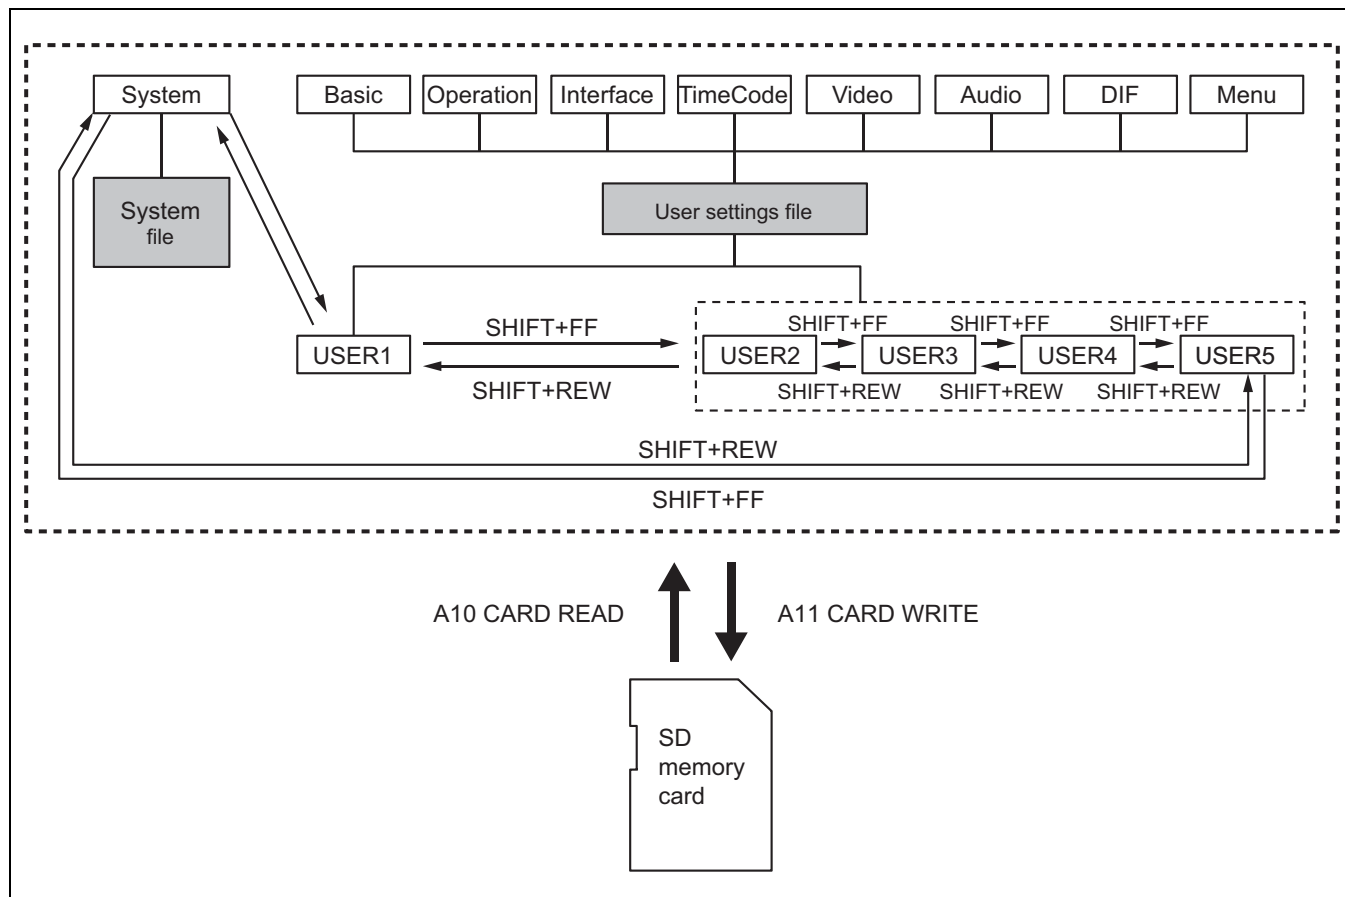 System
Basic
Operation
Interface
TimeCode
Video
Audio
DIF
Menu
System
file
User settings file
SHIFT+FF
SHIFT+FF
SHIFT+FF
SHIFT+FF
USER1
USER2
USER3
USER4
USER5
SHIFT+REW
SHIFT+REW
SHIFT+REW
SHIFT+REW
SHIFT+REW
SHIFT+FF
A10 CARD READ
A11 CARD WRITE
SD
memory
card